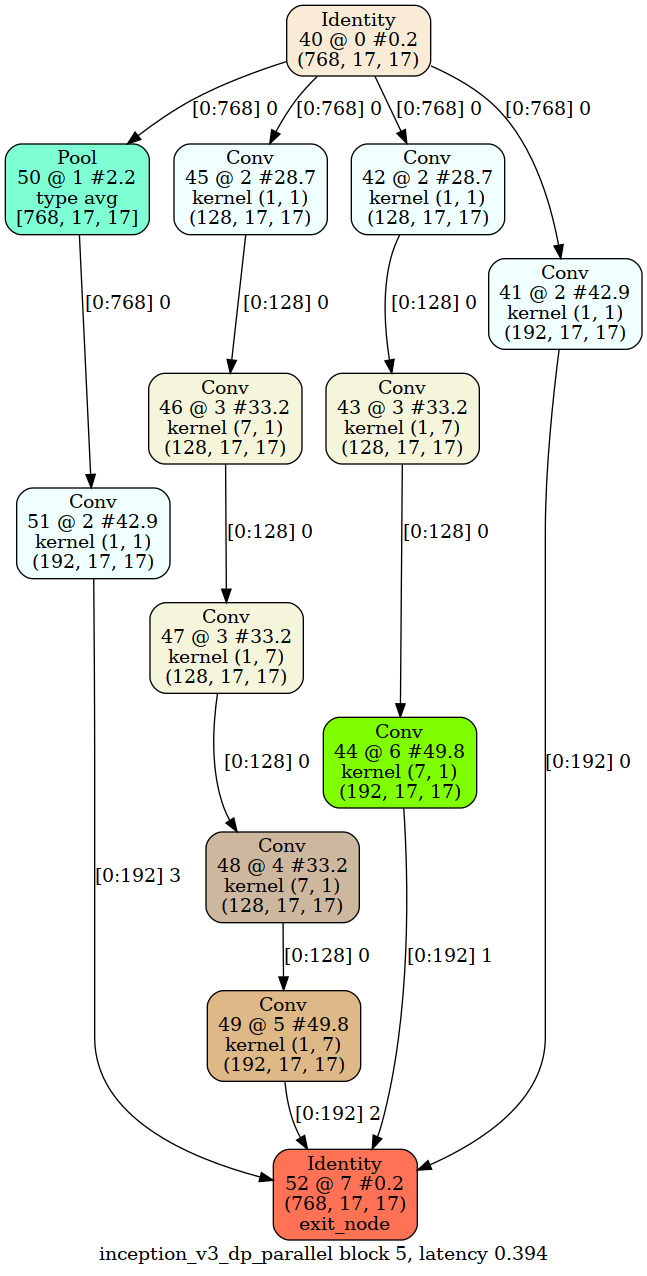 Identity
40 @ 0 #0.2
(768, 17, 17)
[0:768] 0
[0:768] 0
[0:768] 0
[0:768] 0
Pool
50 @ 1 #2.2
type avg
[768, 17, 17]
Conv
45 @ 2 #28.7
kernel (1, 1)
(128, 17, 17)
Conv
42 @ 2 #28.7
kernel (1, 1)
(128, 17, 17)
Conv
41 @ 2 #42.9
kernel (1, 1)
(192, 17, 17)
[0:768] 0
[0:128] 0
[0:128] 0
Conv
46 @ 3 #33.2
kernel (7, 1)
(128, 17, 17)
Conv
43 @ 3 #33.2
kernel (1, 7)
(128, 17, 17)
Conv
51 @ 2 #42.9
kernel (1, 1)
(192, 17, 17)
[0:128] 0
[0:128] 0
Conv
47 @ 3 #33.2
kernel (1, 7)
(128, 17, 17)
Conv
44 @ 6 #49.8
kernel (7, 1)
(192, 17, 17)
[0:128] 0
[0:192] 0
Conv
48 @ 4 #33.2
kernel (7, 1)
(128, 17, 17)
[0:192] 3
[0:128] 0
[0:192] 1
Conv
49 @ 5 #49.8
kernel (1, 7)
(192, 17, 17)
[0:192] 2
Identity
52 @ 7 #0.2
(768, 17, 17)
exit_node
inception_v3_dp_parallel block 5, latency 0.394